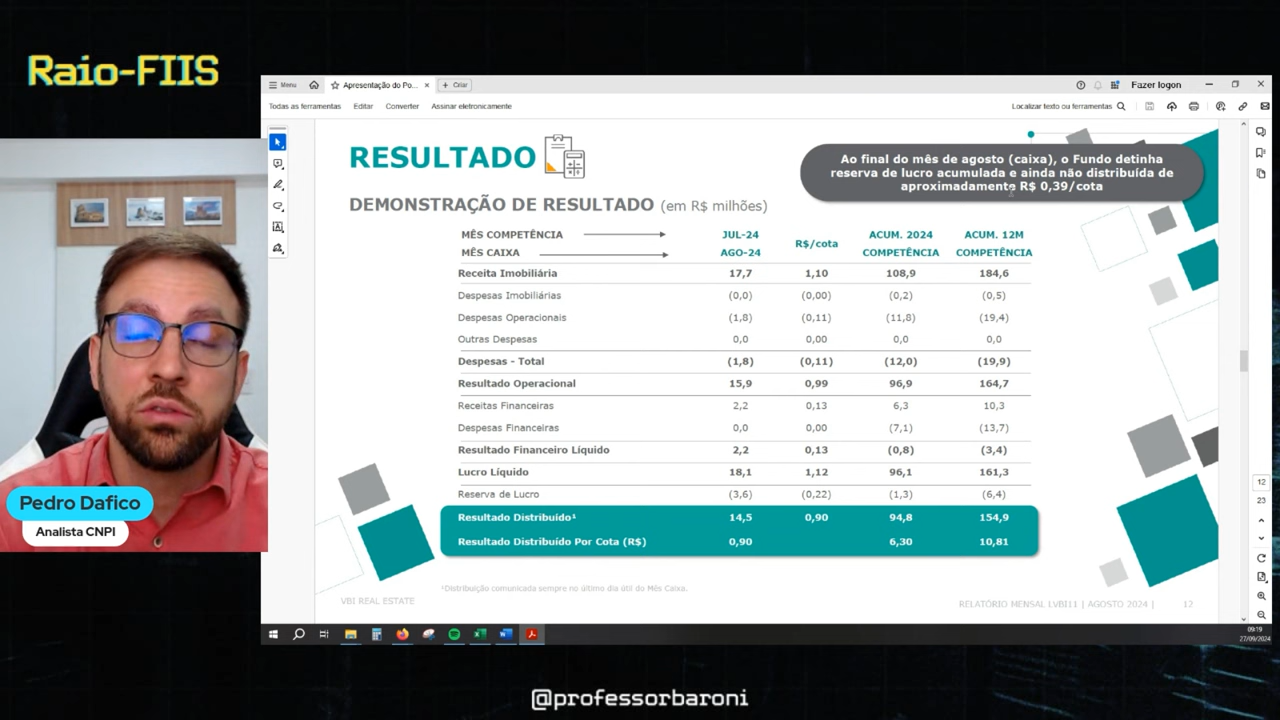 Raio-FIIS
Menu
Apresentação do Po...
Criar
Fazer logon
Todas as ferramentas
Editar
Converter
Assinar eletronicamente
Localizar texto ou ferramentas
RESULTADO
Ao final do mês de agosto (caixa), o Fundo detinha
reserva de lucro acumulada e ainda não distribuída de
aproximadamente R$ 0,39/cota
DEMONSTRAÇÃO DE RESULTADO (em R$ milhões)
MÊS COMPETÊNCIA JUL-24 R$/cota ACUM. 2024 ACUM. 12M
MÊS CAIXA AGO-24 COMPETÊNCIA COMPETÊNCIA
Receita Imobiliária 17,7 1,10 108,9 184,6
Despesas Imobiliárias (0,0) (0,00) (0,2) (0,5)
Despesas Operacionais (1,8) (0,11) (11,8) (19,4)
Outras Despesas 0,0 0,00 0,0 0,0
Despesas - Total (1,8) (0,11) (12,0) (19,9)
Resultado Operacional 15,9 0,99 96,9 164,7
Receitas Financeiras 2,2 0,13 6,3 10,3
Despesas Financeiras 0,0 0,00 (7,1) (13,7)
Resultado Financeiro Líquido 2,2 0,13 (0,8) (3,4)
Lucro Líquido 18,1 1,12 96,1 161,3
Reserva de Lucro (3,6) (0,22) (1,3) (6,4)
Resultado Distribuído¹ 14,5 0,90 94,8 154,9
Resultado Distribuído Por Cota (R$) 0,90 6,30 10,81
¹Distribuição comunicada sempre no último dia útil do Mês Caixa.
VBI REAL ESTATE
RELATÓRIO MENSAL LVBI11 | AGOSTO 2024 | 12
12
23
Pedro Dafico
Analista CNPI
09:19
27/09/2024
@professorbaroni